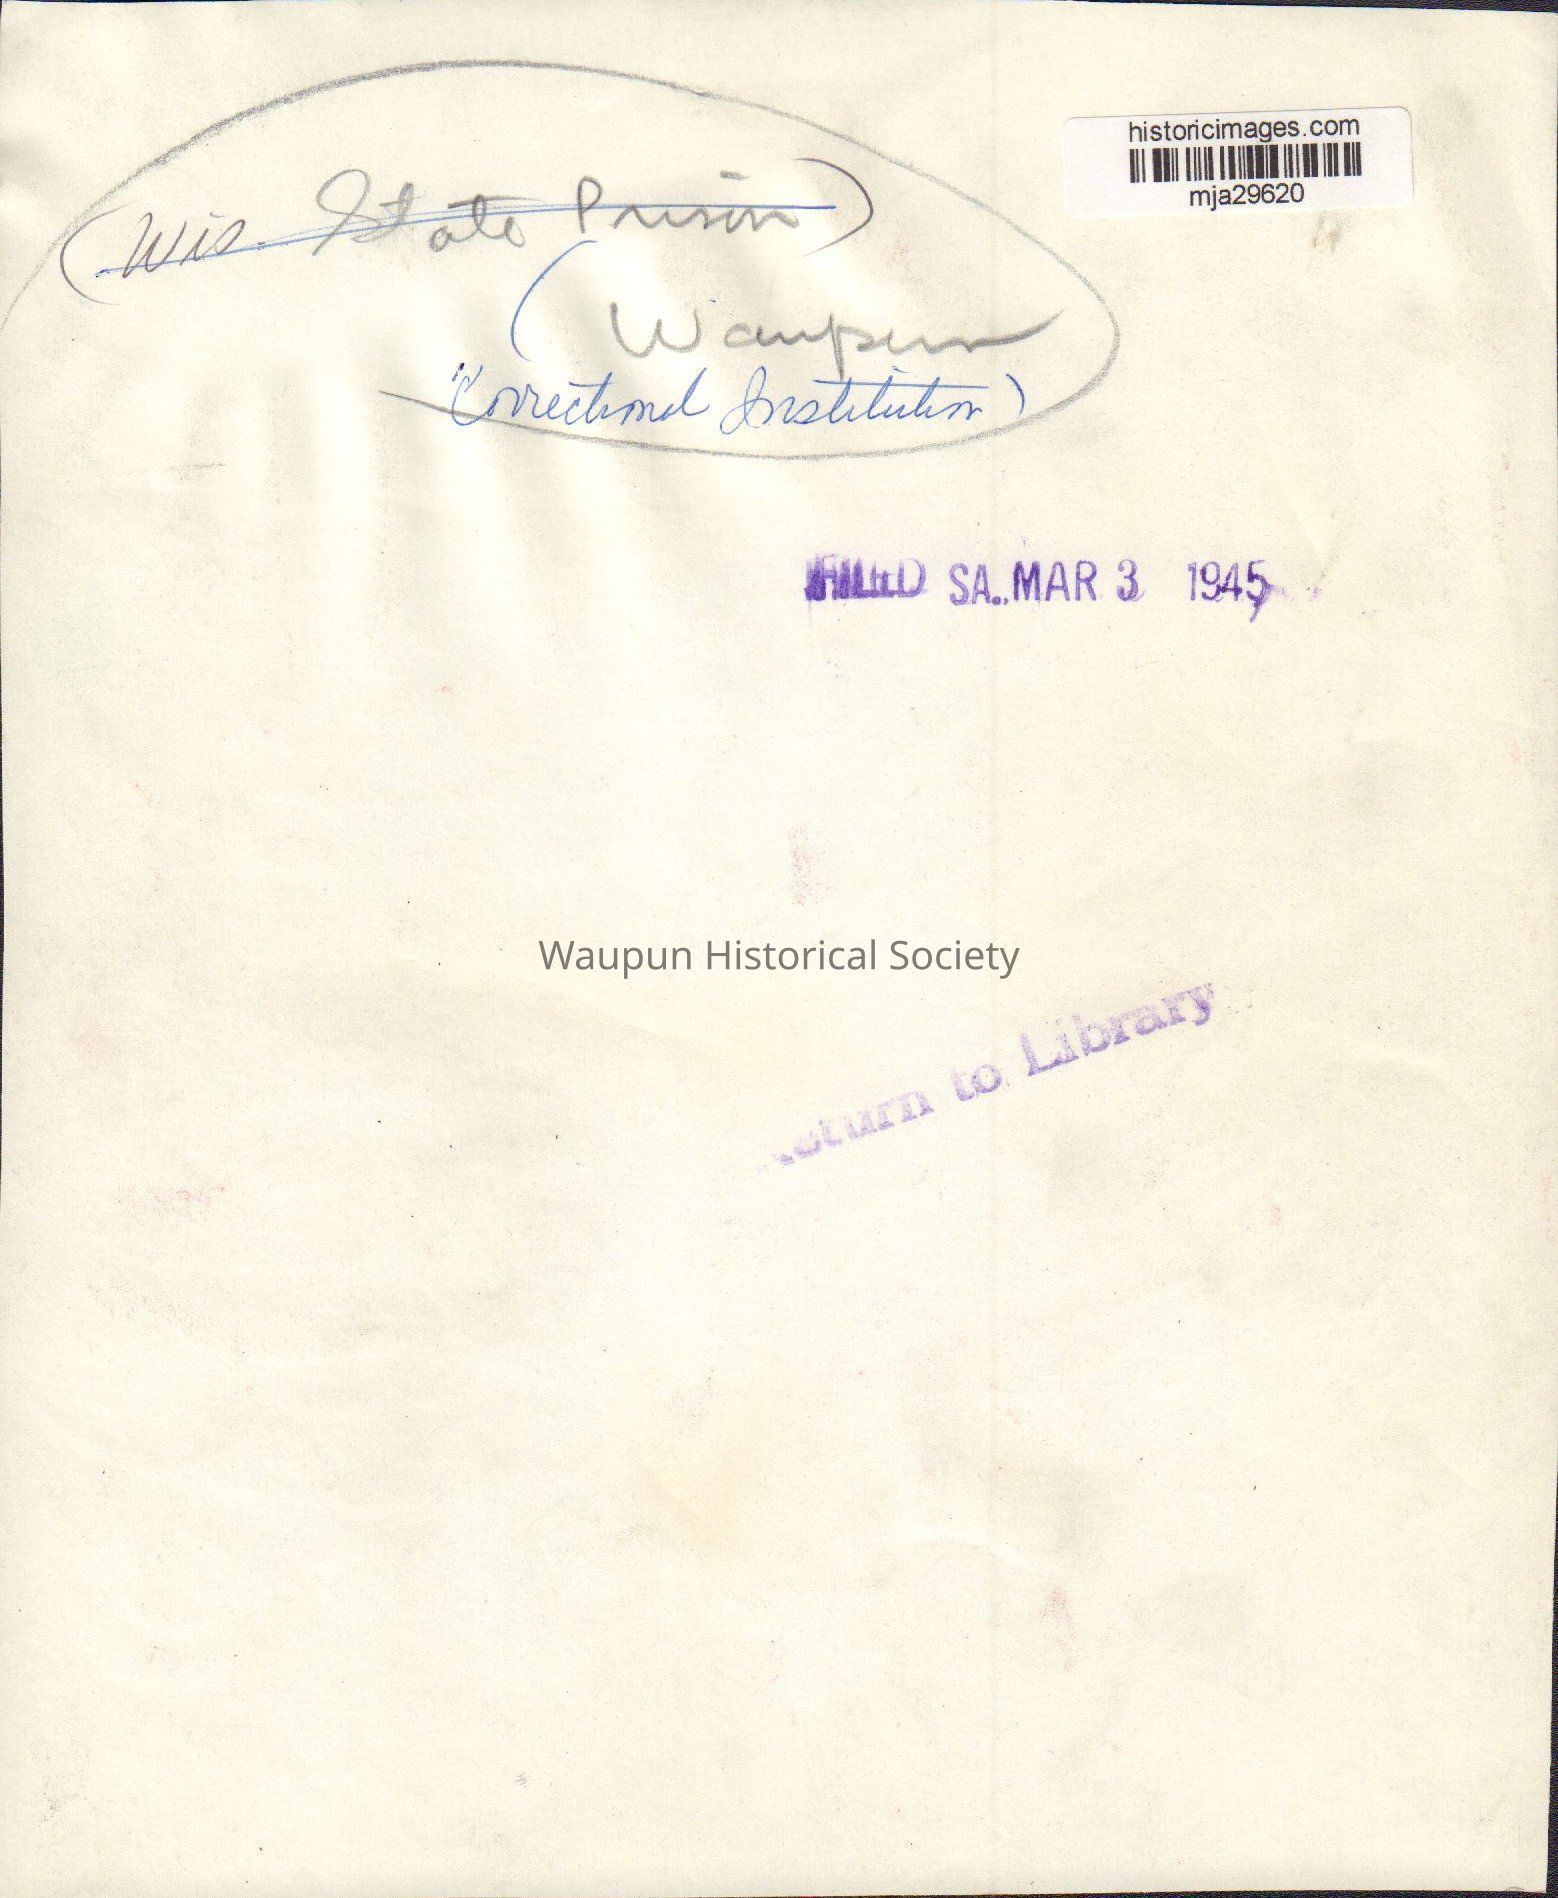 historicimages.com
mja29620
(Wis. State Prison)
(Waupun
Correctional Institution)
FILED SA. MAR 3 1945
Waupun Historical Society
Return to Library